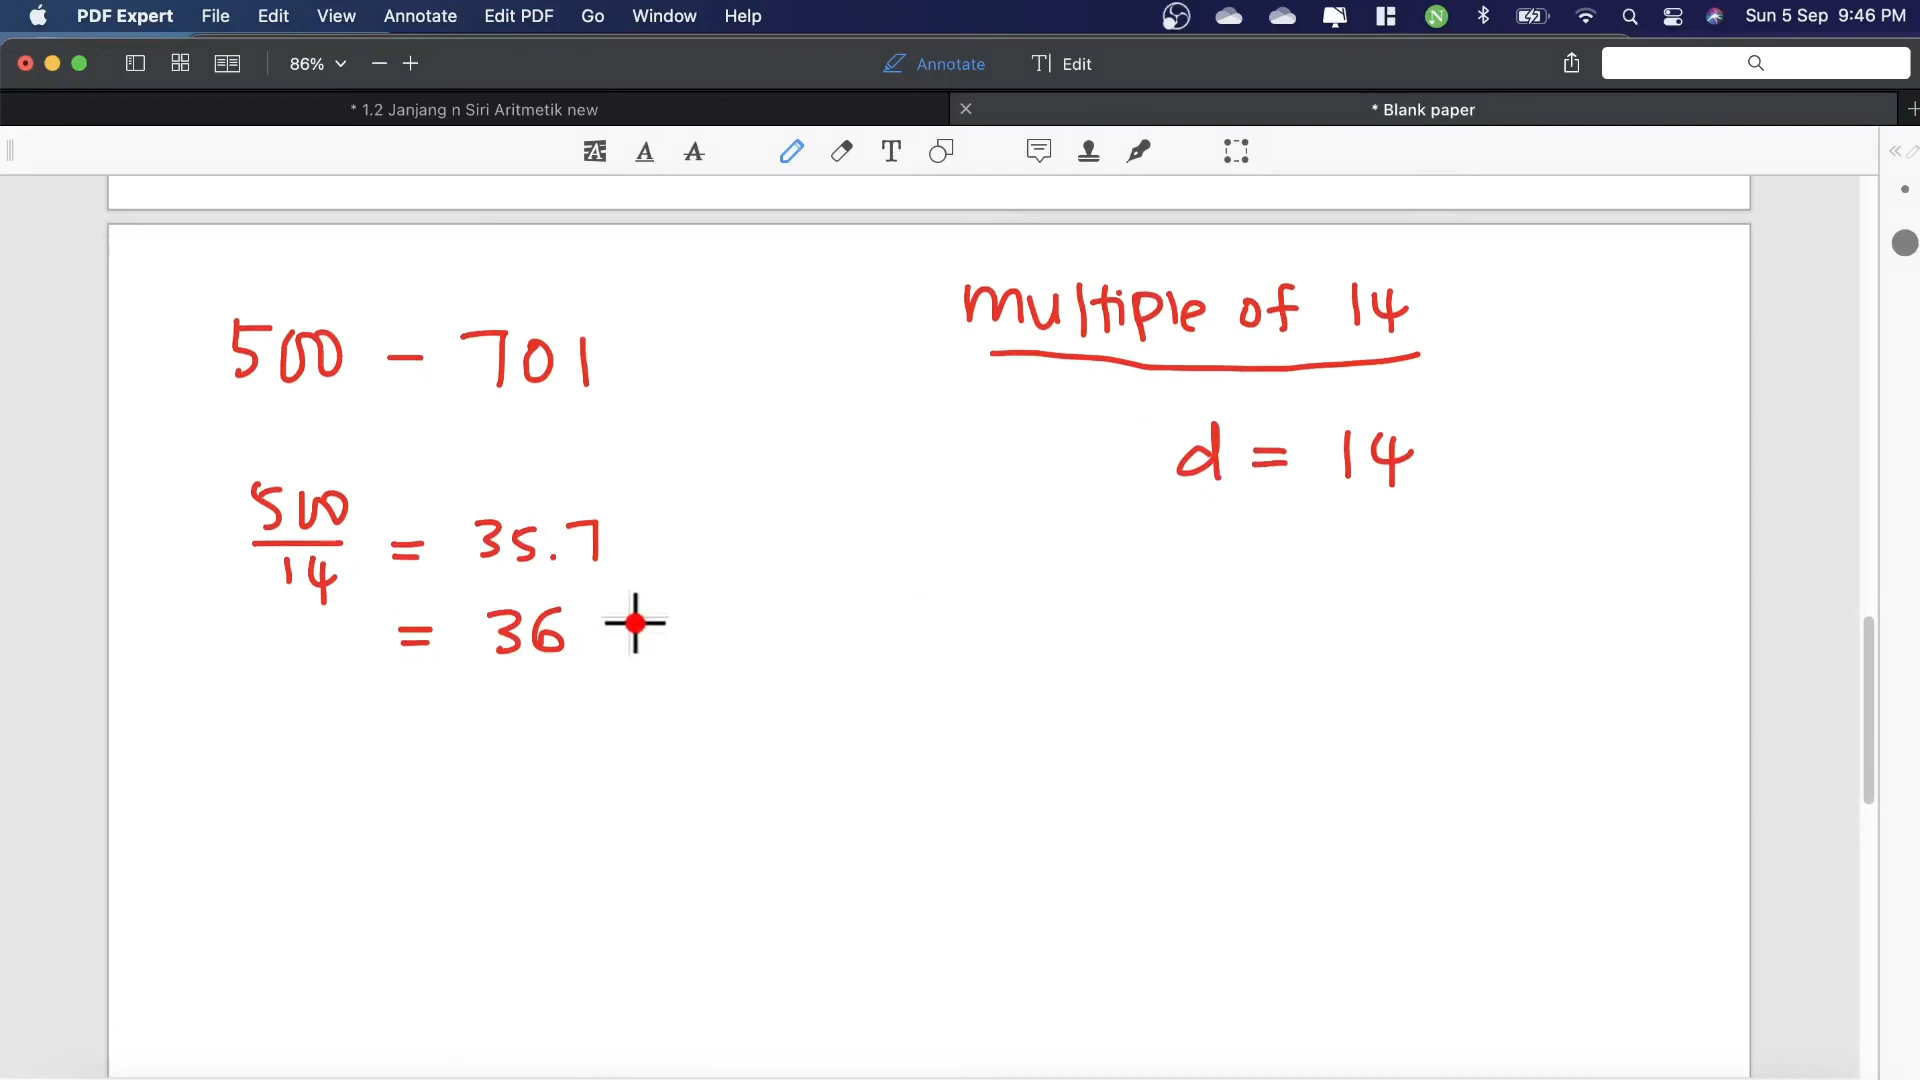 PDF Expert File Edit View Annotate Edit PDF Go Window Help N Sun 5 Sep 9:46 PM
86% Annotate T| Edit
* 1.2 Janjang n Siri Aritmetik new * Blank paper
A A A T
multiple of 14
500 - 701
d = 14
500/14 = 35.7
= 36